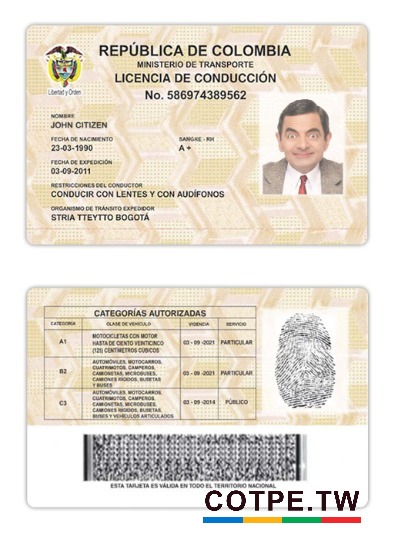 REPÚBLICA DE COLOMBIA
MINISTERIO DE TRANSPORTE
LICENCIA DE CONDUCCIÓN
No. 586974389562
Libertad y Orden
NOMBRE
JOHN CITIZEN
FECHA DE NACIMIENTO SANGRE - RH
23-03-1990 A +
FECHA DE EXPEDICIÓN
03-09-2011
RESTRICCIONES DEL CONDUCTOR
CONDUCIR CON LENTES Y CON AUDÍFONOS
ORGANISMO DE TRÁNSITO EXPEDIDOR
STRIA TTEYTTO BOGOTÁ
CATEGORÍAS AUTORIZADAS
CATEGORÍA CLASE DE VEHÍCULO VIGENCIA SERVICIO
A1 MOTOCICLETAS CON MOTOR HASTA DE CIENTO VEINTICINCO (125) CENTÍMETROS CÚBICOS 03 - 09 -2021 PARTICULAR
B2 AUTOMÓVILES, MOTOCARROS, CUATRIMOTOS, CAMPEROS, CAMIONETAS, MICROBUSES, CAMIONES RÍGIDOS, BUSETAS Y BUSES 03 - 09 -2021 PARTICULAR
C3 AUTOMÓVILES, MOTOCARROS, CUATRIMOTOS, CAMPEROS, CAMIONETAS, MICROBUSES, CAMIONES RÍGIDOS, BUSETAS, BUSES Y VEHÍCULOS ARTICULADOS 03 - 09 -2014 PÚBLICO
ESTA TARJETA ES VÁLIDA EN TODO EL TERRITORIO NACIONAL
COTPE.TW